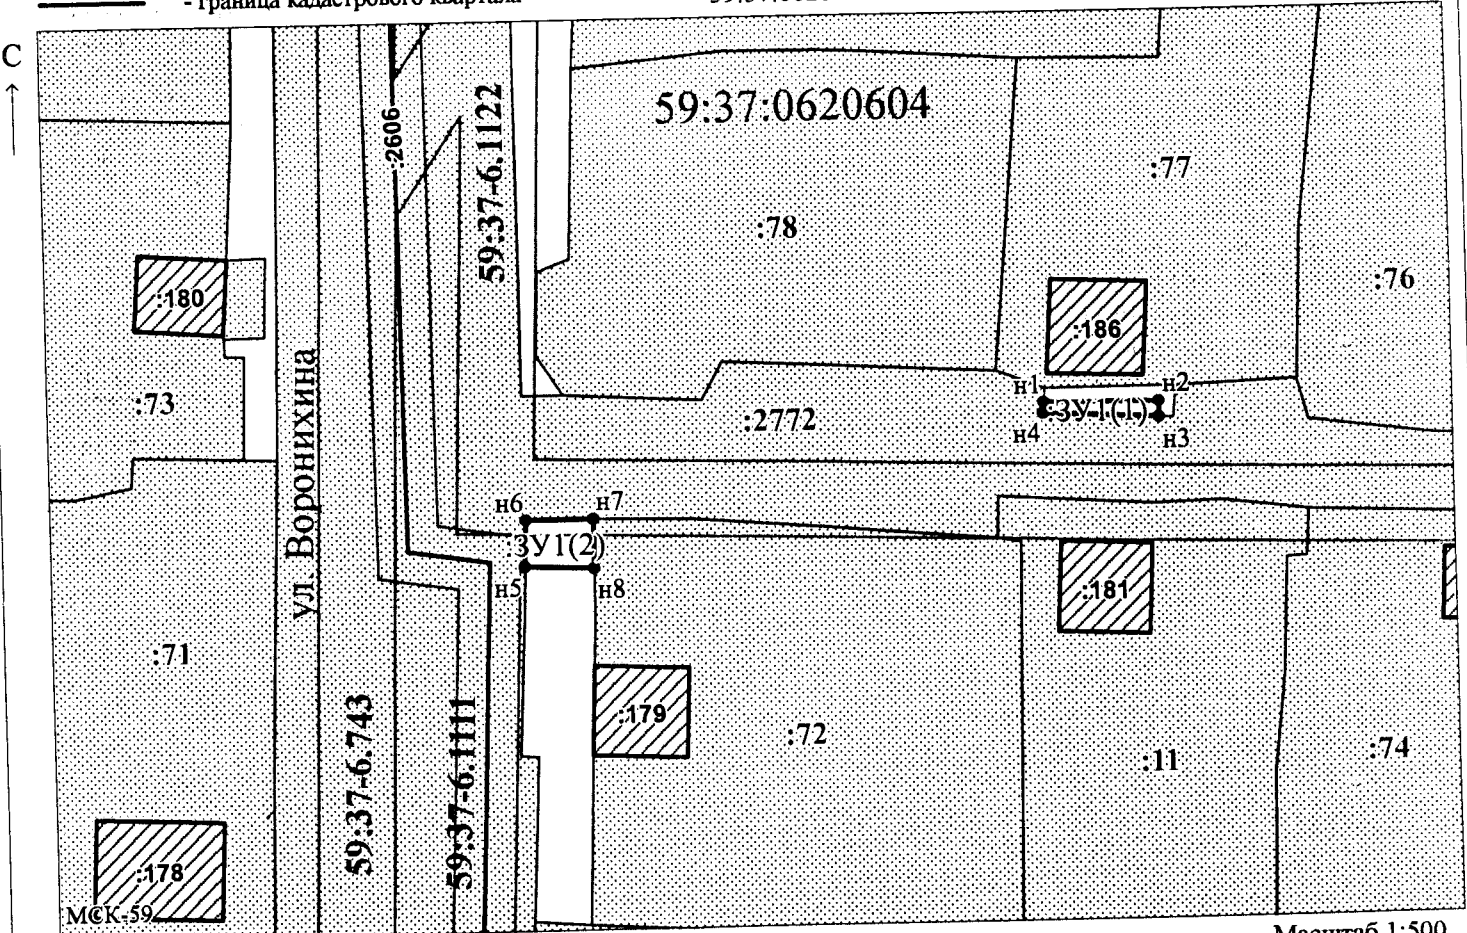 - граница кадастрового квартала
С
59:37:0620604
:2606
59:37-6.1122
:77
:78
:76
:180
:186
:73
ул. Воронихина
н1
н2
:ЗУ1(1)
н4
н3
:2772
н6
н7
:ЗУ1(2)
н5
н8
:181
:71
:179
:72
:11
:74
59:37-6.743
59:37-6.1111
:178
МСК-59
Масштаб 1:500